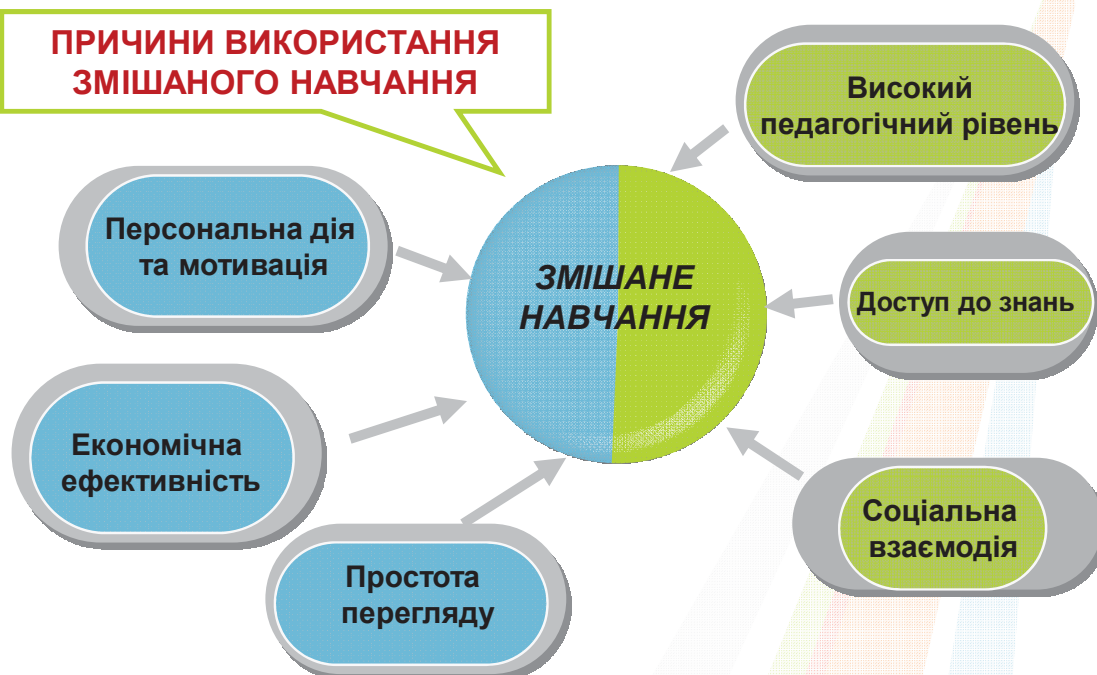 ПРИЧИНИ ВИКОРИСТАННЯ
ЗМІШАНОГО НАВЧАННЯ
Високий
педагогічний рівень
Персональна дія
та мотивація
ЗМІШАНЕ
НАВЧАННЯ
Доступ до знань
Економічна
ефективність
Соціальна
взаємодія
Простота
перегляду